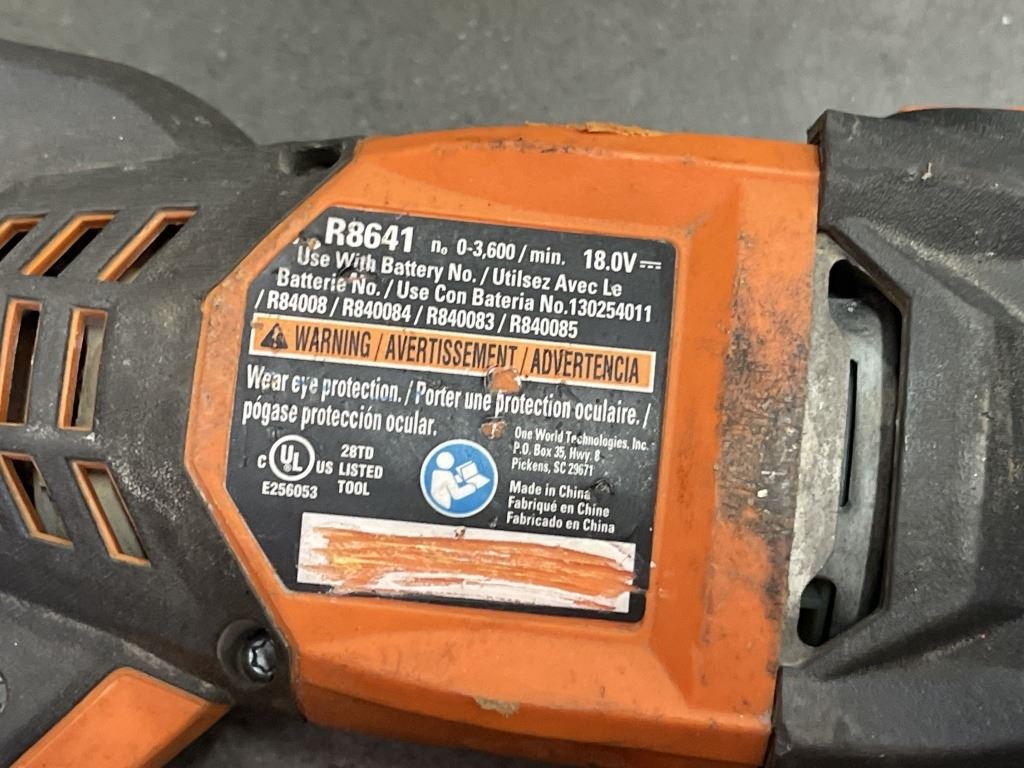 R8641 n₀ 0-3,600 / min. 18.0V⎓
Use With Battery No. / Utilsez Avec Le
Batterie No. / Use Con Bateria No.130254011
/ R84008 / R840084 / R840083 / R840085
WARNING / AVERTISSEMENT / ADVERTENCIA
Wear eye protection. / Porter une protection oculaire. /
pógase protección ocular.
One World Technologies, Inc.
P.O. Box 35, Hwy. 8
Pickens, SC 29671
C UL US
28TD
LISTED
TOOL
E256053
Made in China
Fabriqué en Chine
Fabricado en China